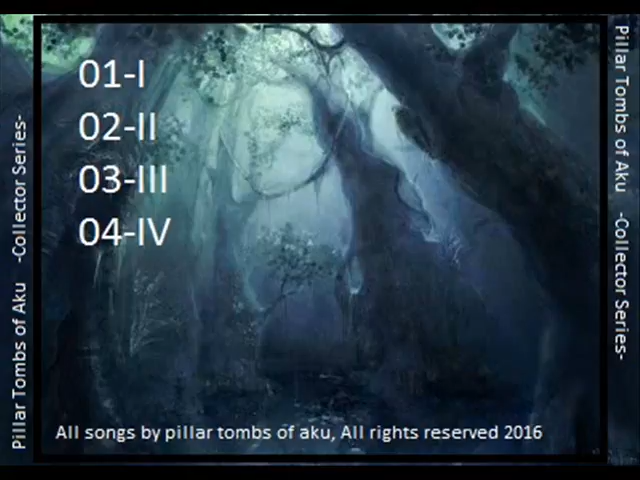 01-I
02-II
03-III
04-IV
All songs by pillar tombs of aku, All rights reserved 2016
Pillar Tombs of Aku -Collector Series-
Pillar Tombs of Aku -Collector Series-